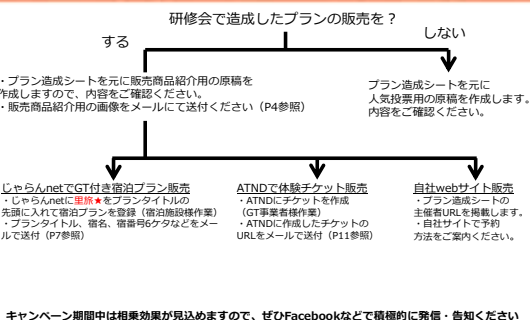 研修会で造成したプランの販売を？
する
しない
・プラン造成シートを元に販売商品紹介用の原稿を
作成しますので、内容をご確認ください。
・販売商品紹介用の画像をメールにて送付ください（P4参照）
プラン造成シートを元に
人気投票用の原稿を作成します。
内容をご確認ください。
じゃらんnetでGT付き宿泊プラン販売
・じゃらんnetに里旅★をプランタイトルの
先頭に入れて宿泊プランを登録（宿泊施設様作業）
・プランタイトル、宿名、宿番号6ケタなどをメー
ルで送付（P7参照）
ATNDで体験チケット販売
・ATNDにチケットを作成
（GT事業者様作業）
・ATNDに作成したチケットの
URLをメールで送付（P11参照）
自社webサイト販売
・プラン造成シートの
主催者URLを掲載します。
・自社サイトで予約
方法をご案内ください。
キャンペーン期間中は相乗効果が見込めますので、ぜひFacebookなどで積極的に発信・告知ください